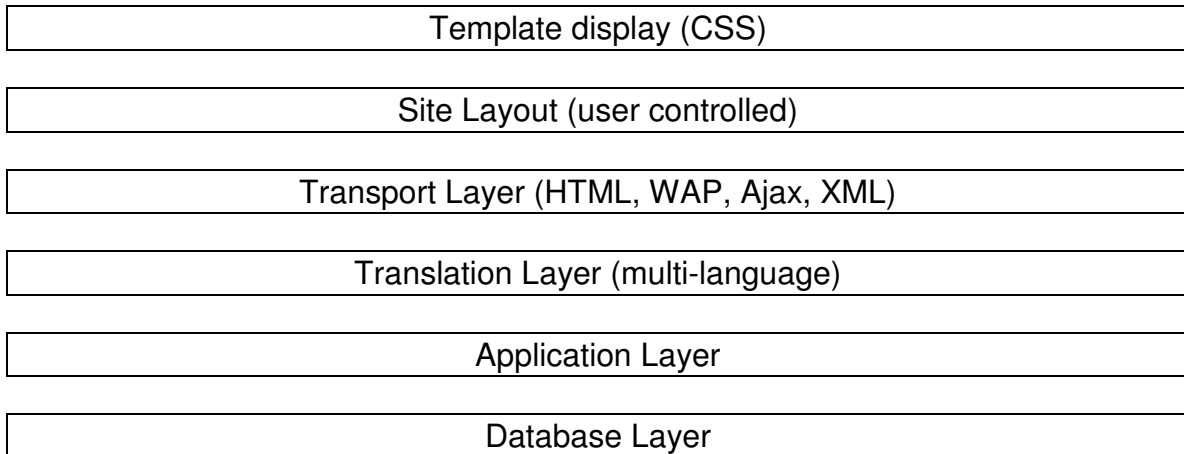 Template display (CSS)
Site Layout (user controlled)
Transport Layer (HTML, WAP, Ajax, XML)
Translation Layer (multi-language)
Application Layer
Database Layer